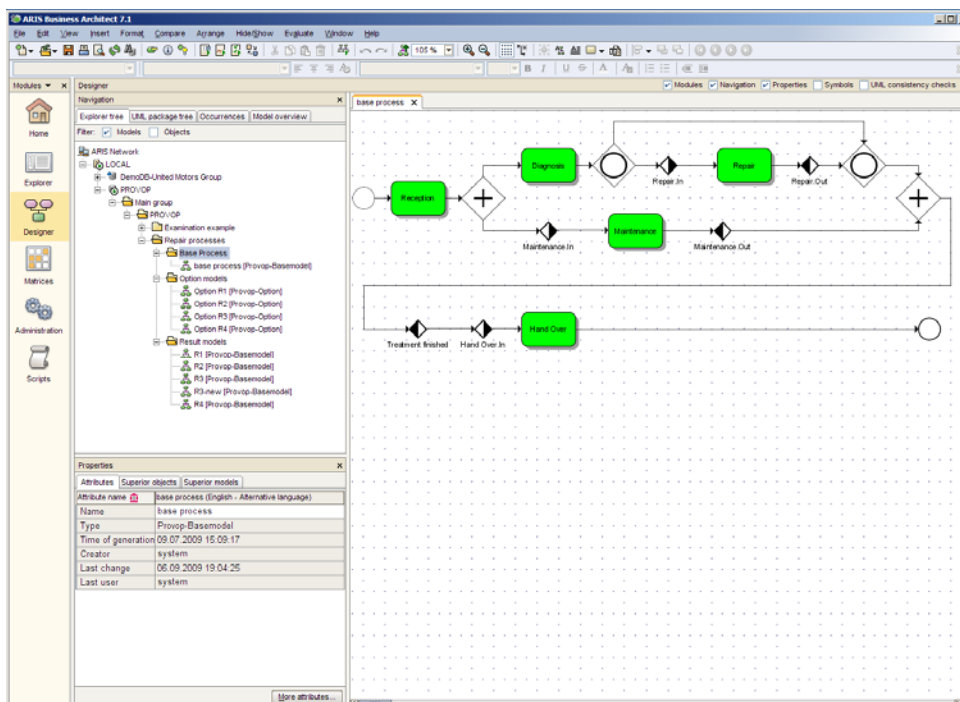 ARIS Business Architect 7.1
File Edit View Insert Format Compare Arrange Hide/Show Evaluate Window Help
105 %
B I U S A
Modules Designer Modules Navigation Properties Symbols UML consistency checks
Home
Explorer
Designer
Matrices
Administration
Scripts
Navigation
Explorer tree UML package tree Occurrences Model overview
Filter: Models Objects
ARIS Network
LOCAL
DemoDB-United Motors Group
PROVOP
Main group
PROVOP
Examination example
Repair processes
Base Process
base process [Provop-Basemodel]
Option models
Option R1 [Provop-Option]
Option R2 [Provop-Option]
Option R3 [Provop-Option]
Option R4 [Provop-Option]
Result models
R1 [Provop-Basemodel]
R2 [Provop-Basemodel]
R3 [Provop-Basemodel]
R3-new [Provop-Basemodel]
R4 [Provop-Basemodel]
Properties
Attributes Superior objects Superior models
Attribute name base process (English - Alternative language)
Name base process
Type Provop-Basemodel
Time of generation 09.07.2009 15:09:17
Creator system
Last change 06.09.2009 19:04:25
Last user system
More attributes...
base process
Diagnosis
Repair
Repair.In
Repair.Out
Reception
Maintenance
Maintenance.In
Maintenance.Out
Hand Over
Treatment finished
Hand Over.In